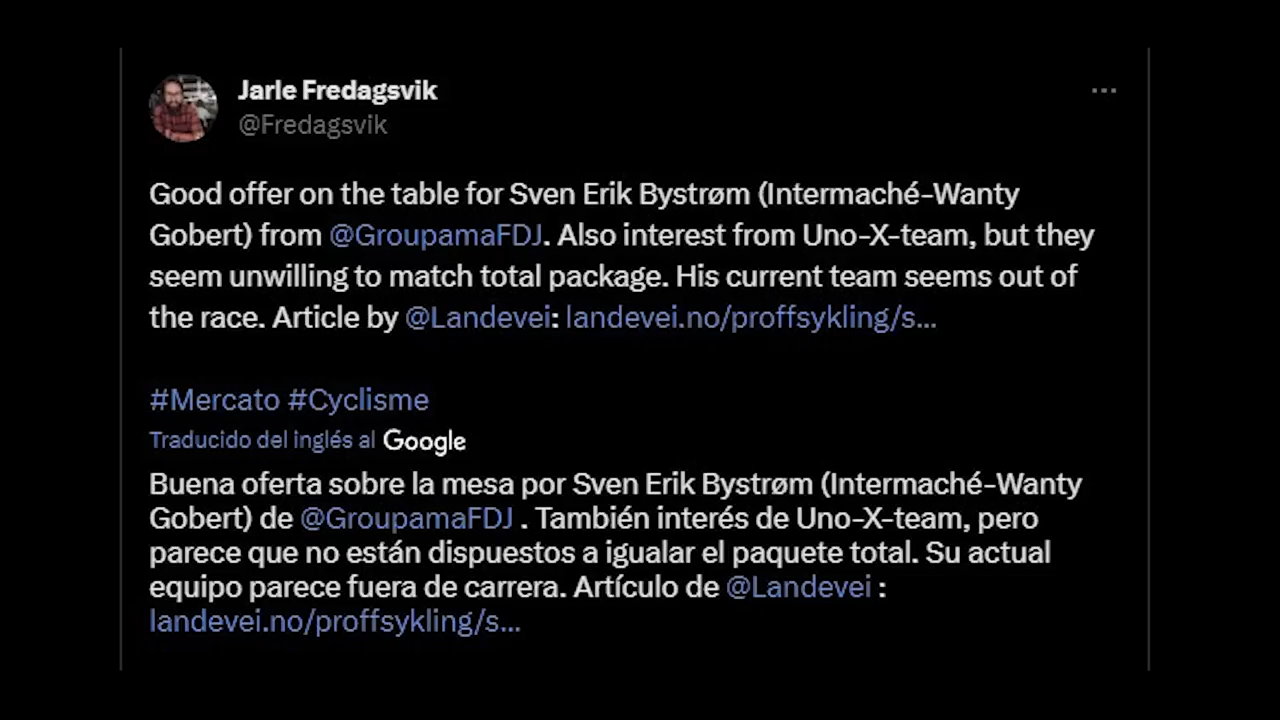 Jarle Fredagsvik
@Fredagsvik
Good offer on the table for Sven Erik Bystrøm (Intermaché-Wanty
Gobert) from @GroupamaFDJ. Also interest from Uno-X-team, but they
seem unwilling to match total package. His current team seems out of
the race. Article by @Landevei: landevei.no/proffsykling/s...
#Mercato #Cyclisme
Traducido del inglés al Google
Buena oferta sobre la mesa por Sven Erik Bystrøm (Intermaché-Wanty
Gobert) de @GroupamaFDJ . También interés de Uno-X-team, pero
parece que no están dispuestos a igualar el paquete total. Su actual
equipo parece fuera de carrera. Artículo de @Landevei :
landevei.no/proffsykling/s...